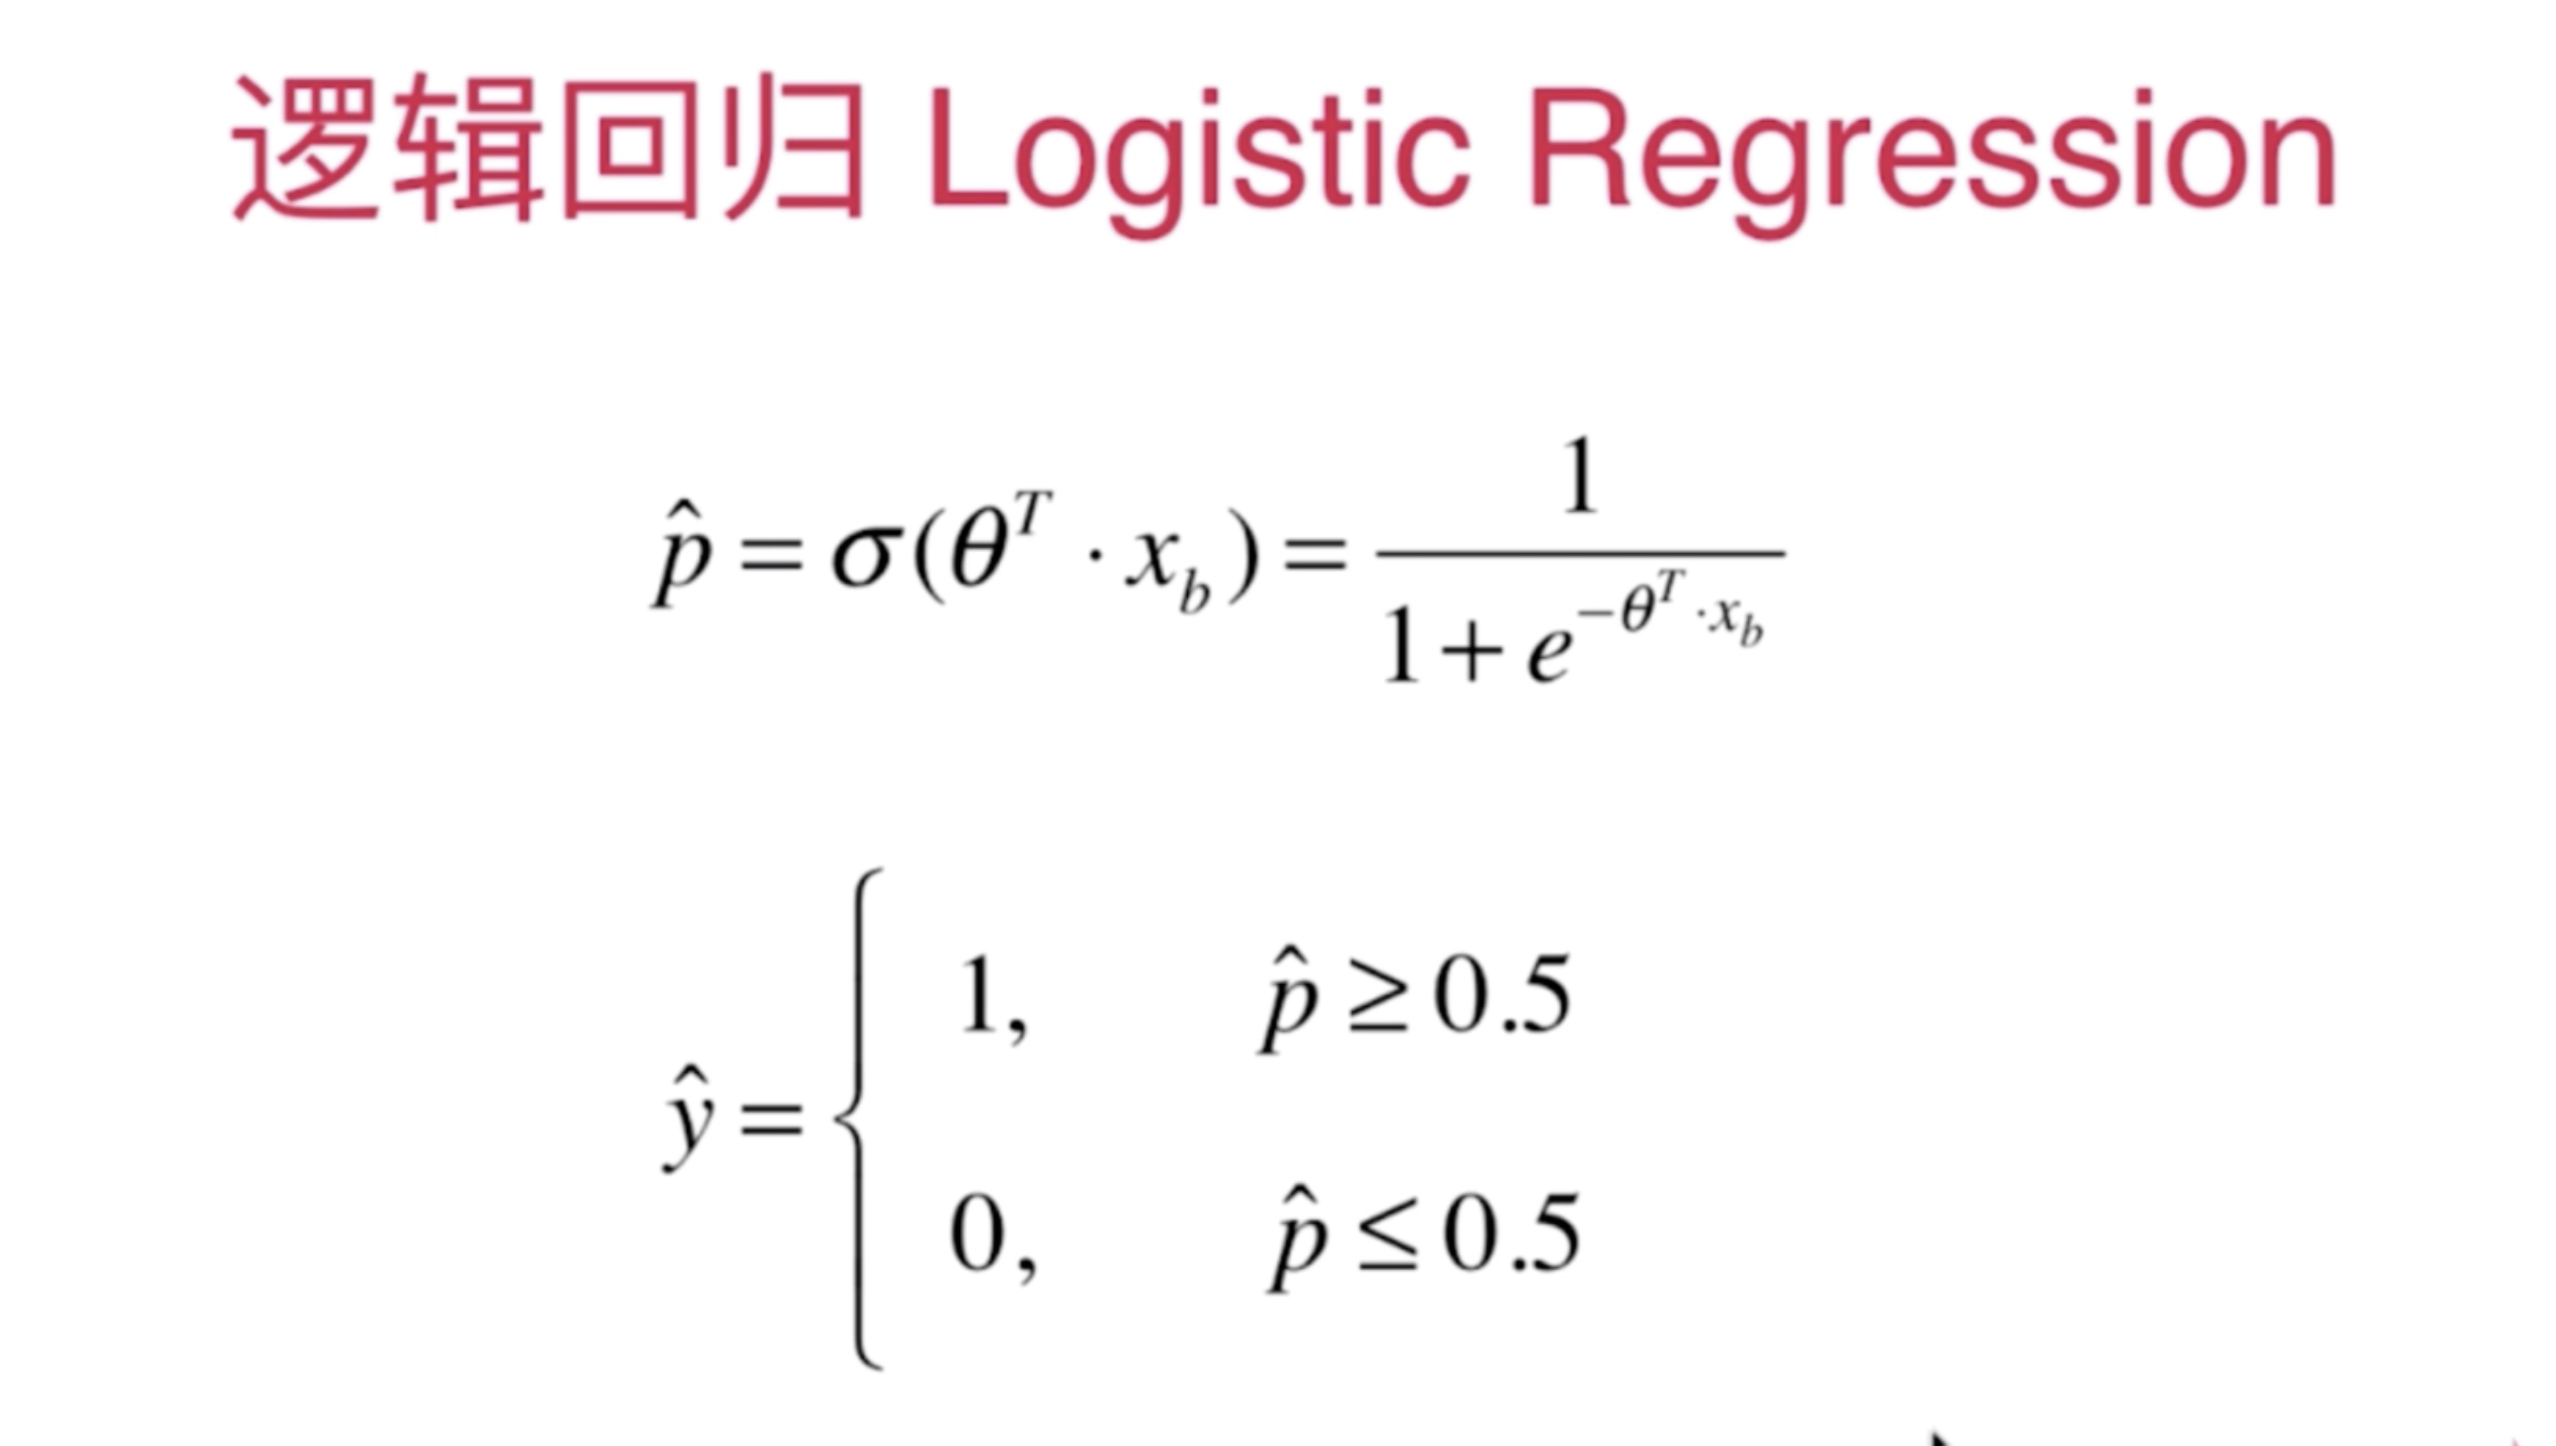 逻辑回归 Logistic Regression
p̂ = σ(θ^T · x_b) = 1 / (1 + e^(−θ^T · x_b))
ŷ = {
1, p̂ ≥ 0.5
0, p̂ ≤ 0.5